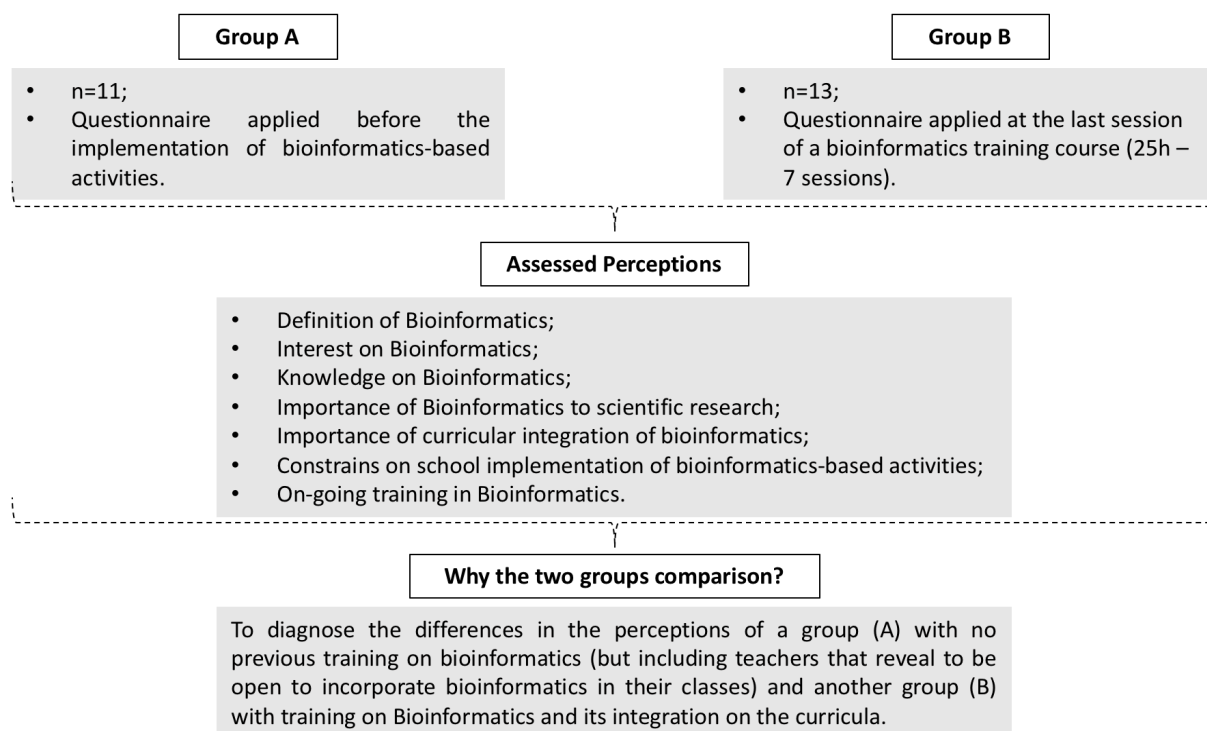 Group A
• n=11;
• Questionnaire applied before the
implementation of bioinformatics-based
activities.
Group B
• n=13;
• Questionnaire applied at the last session
of a bioinformatics training course (25h –
7 sessions).
Assessed Perceptions
• Definition of Bioinformatics;
• Interest on Bioinformatics;
• Knowledge on Bioinformatics;
• Importance of Bioinformatics to scientific research;
• Importance of curricular integration of bioinformatics;
• Constrains on school implementation of bioinformatics-based activities;
• On-going training in Bioinformatics.
Why the two groups comparison?
To diagnose the differences in the perceptions of a group (A) with no
previous training on bioinformatics (but including teachers that reveal to be
open to incorporate bioinformatics in their classes) and another group (B)
with training on Bioinformatics and its integration on the curricula.